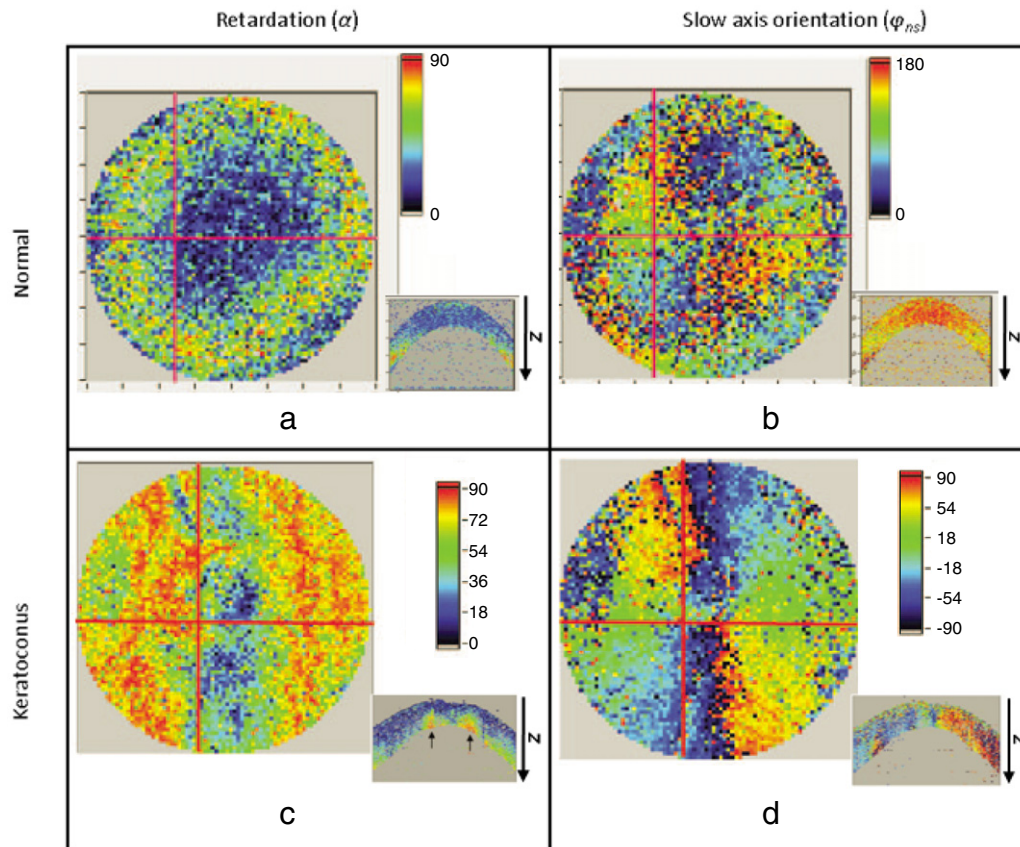 Retardation (α)
Slow axis orientation (φns)
Normal
90
0
z
a
180
0
z
b
Keratoconus
90
72
54
36
18
0
z
c
90
54
18
-18
-54
-90
z
d